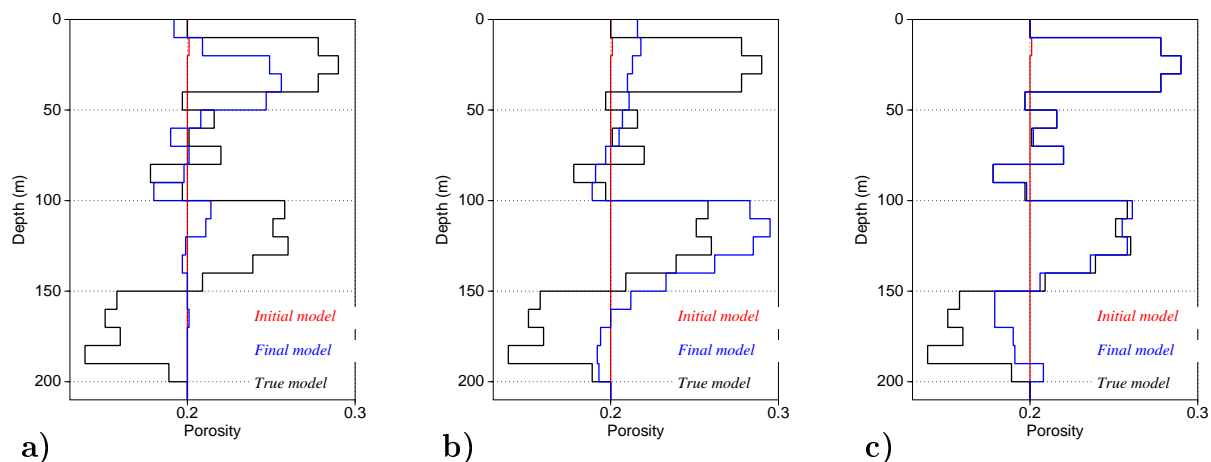 0
50
100
150
200
Depth (m)
0.2
0.3
Porosity
Initial model
Final model
True model
a)
0
50
100
150
200
Depth (m)
0.2
0.3
Porosity
Initial model
Final model
True model
b)
0
50
100
150
200
Depth (m)
0.2
0.3
Porosity
Initial model
Final model
True model
c)